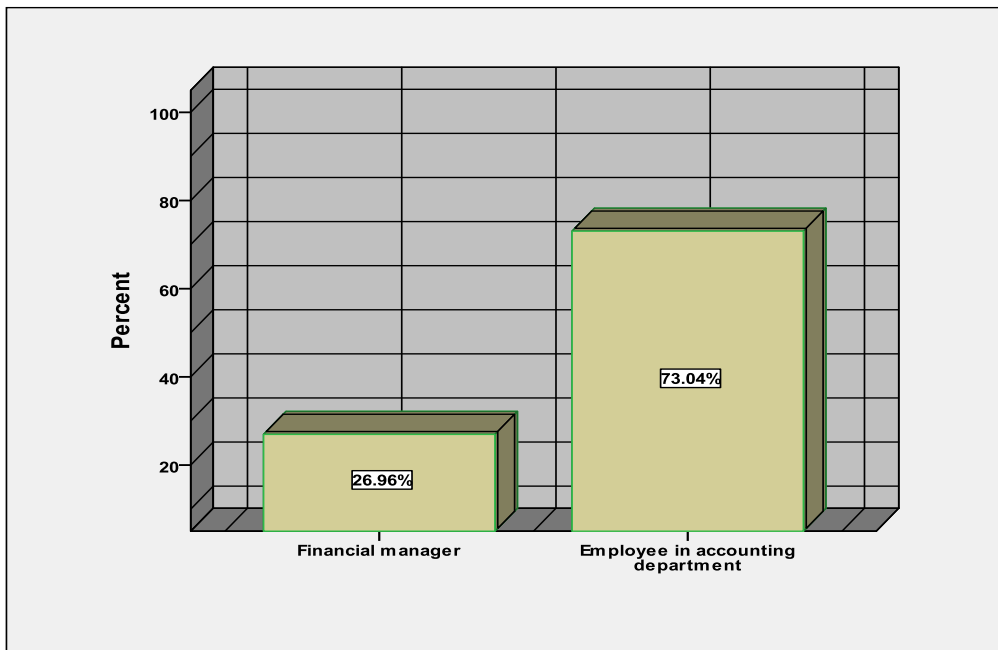 Percent
100
80
60
40
20
73.04%
26.96%
Financial manager
Employee in accounting
department